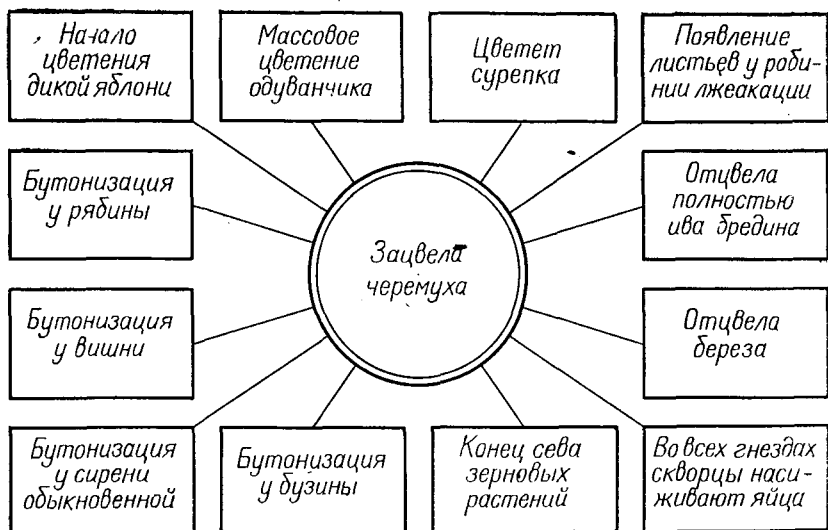 Начало
цветения
дикой яблони
Массовое
цветение
одуванчика
Цветет
сурепка
Появление
листьев у роби-
нии лжеакации
Бутонизация
у рябины
Отцвела
полностью
ива бредина
Зацвела
черемуха
Бутонизация
у вишни
Отцвела
береза
Бутонизация
у сирени
обыкновенной
Бутонизация
у бузины
Конец сева
зерновых
растений
Во всех гнездах
скворцы наси-
живают яйца